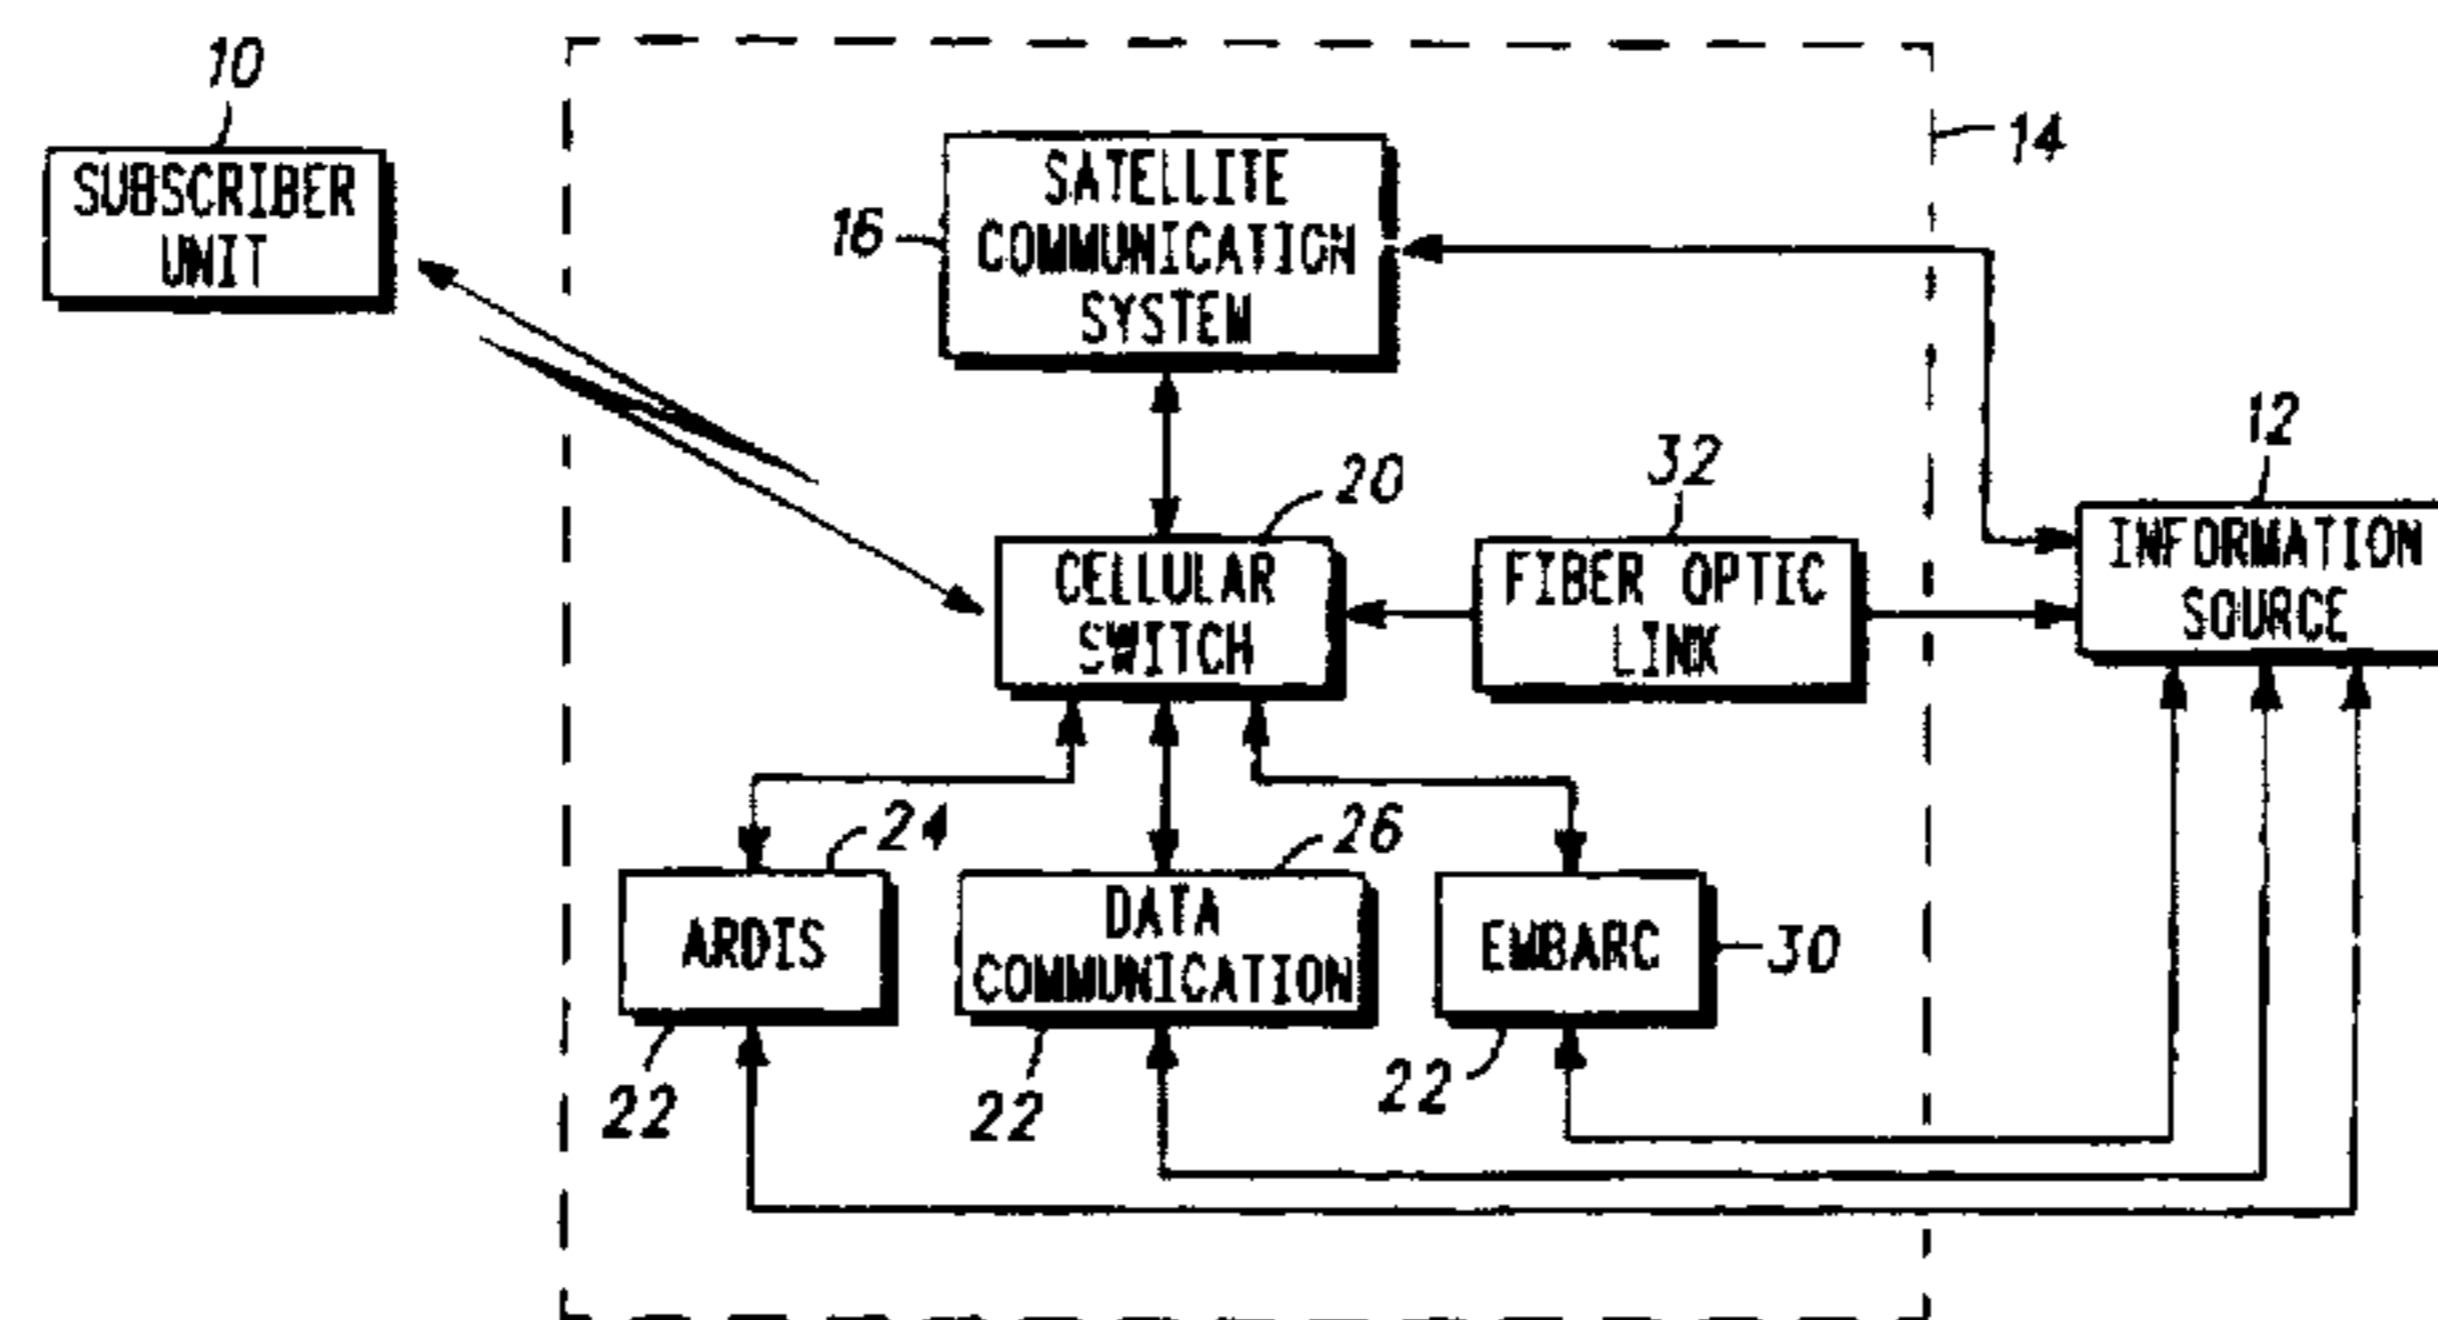 10
SUBSCRIBER
UNIT
14
SATELLITE
COMMUNICATION
SYSTEM
16
20
CELLULAR
SWITCH
32
FIBER OPTIC
LINK
12
INFORMATION
SOURCE
24
ARDIS
22
26
DATA
COMMUNICATION
22
EMBARC
30
22